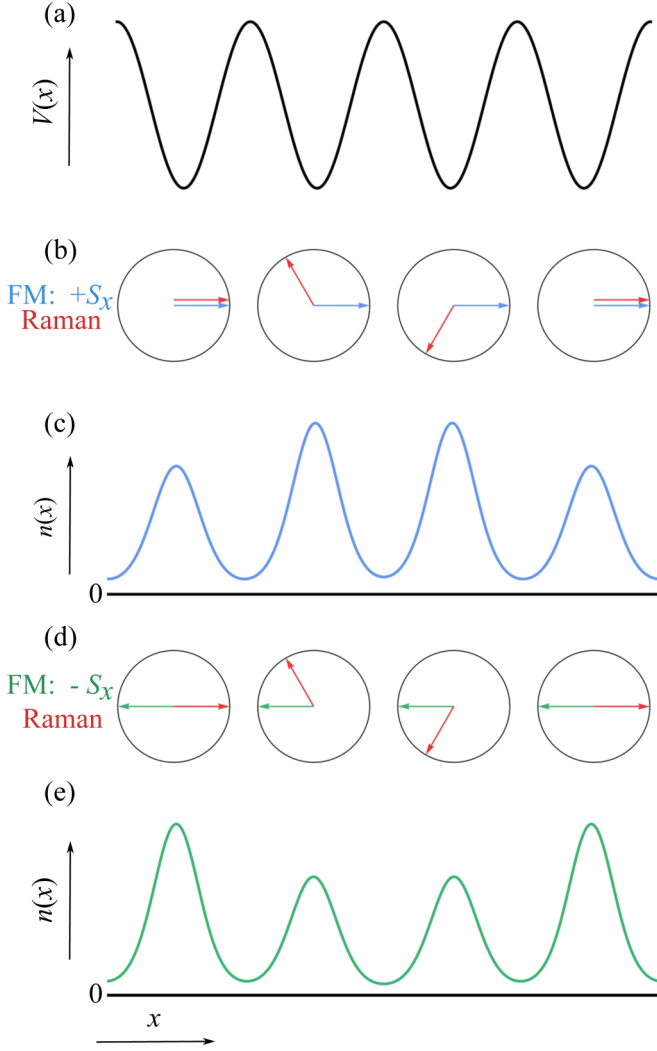 (a)
V(x)
(b)
FM: +Sx
Raman
(c)
n(x)
0
(d)
FM: - Sx
Raman
(e)
n(x)
0
x